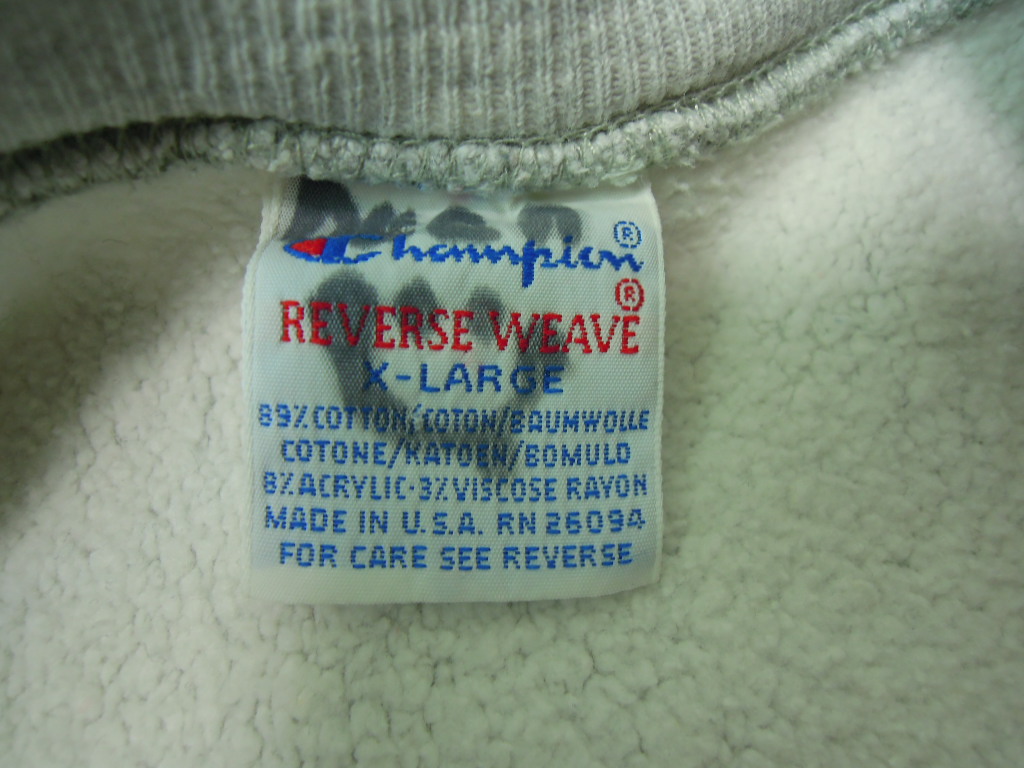 Champion®
REVERSE WEAVE®
X-LARGE
89% COTTON/COTON/BAUMWOLLE
COTONE/KATOEN/BOMULD
8% ACRYLIC·3% VISCOSE RAYON
MADE IN U.S.A. RN 26094
FOR CARE SEE REVERSE